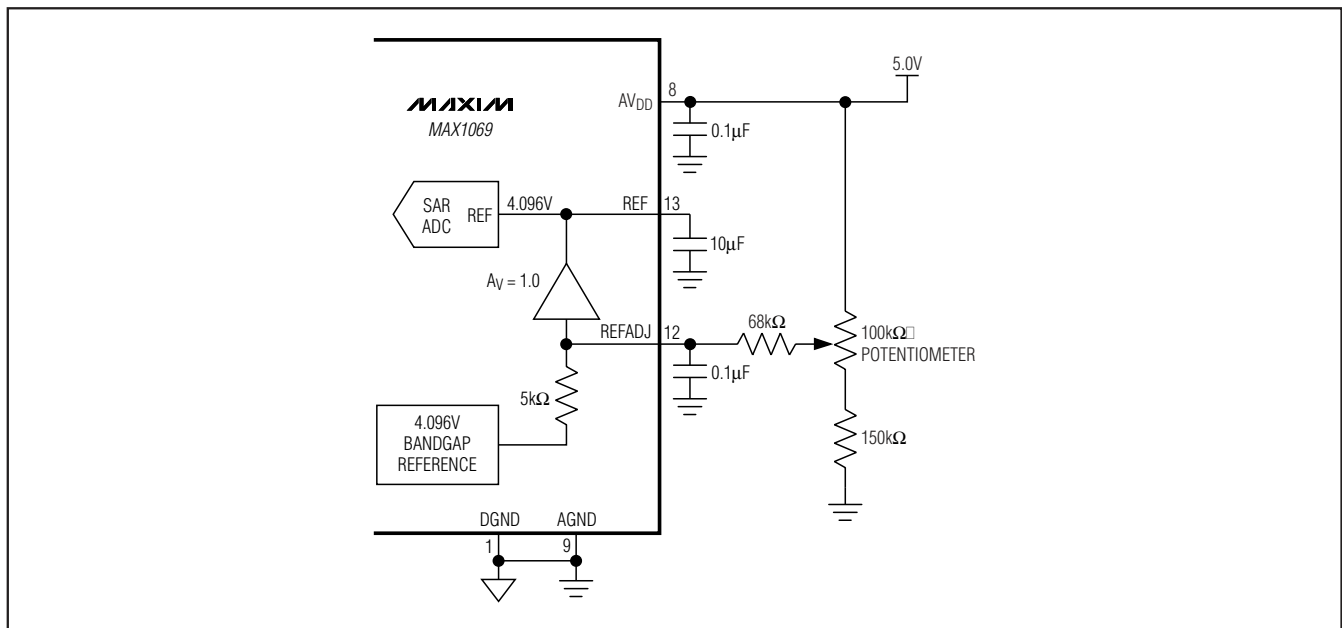 5.0V
8
AVDD
MAXIM
MAX1069
0.1µF
SAR
ADC
REF
4.096V
REF
13
10µF
AV = 1.0
REFADJ
12
68kΩ
100kΩ□
POTENTIOMETER
0.1µF
5kΩ
4.096V
BANDGAP
REFERENCE
150kΩ
DGND
AGND
1
9